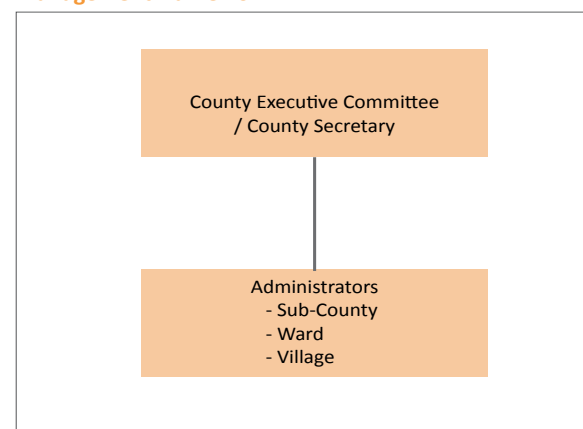 County Executive Committee
/ County Secretary
Administrators
- Sub-County
- Ward
- Village